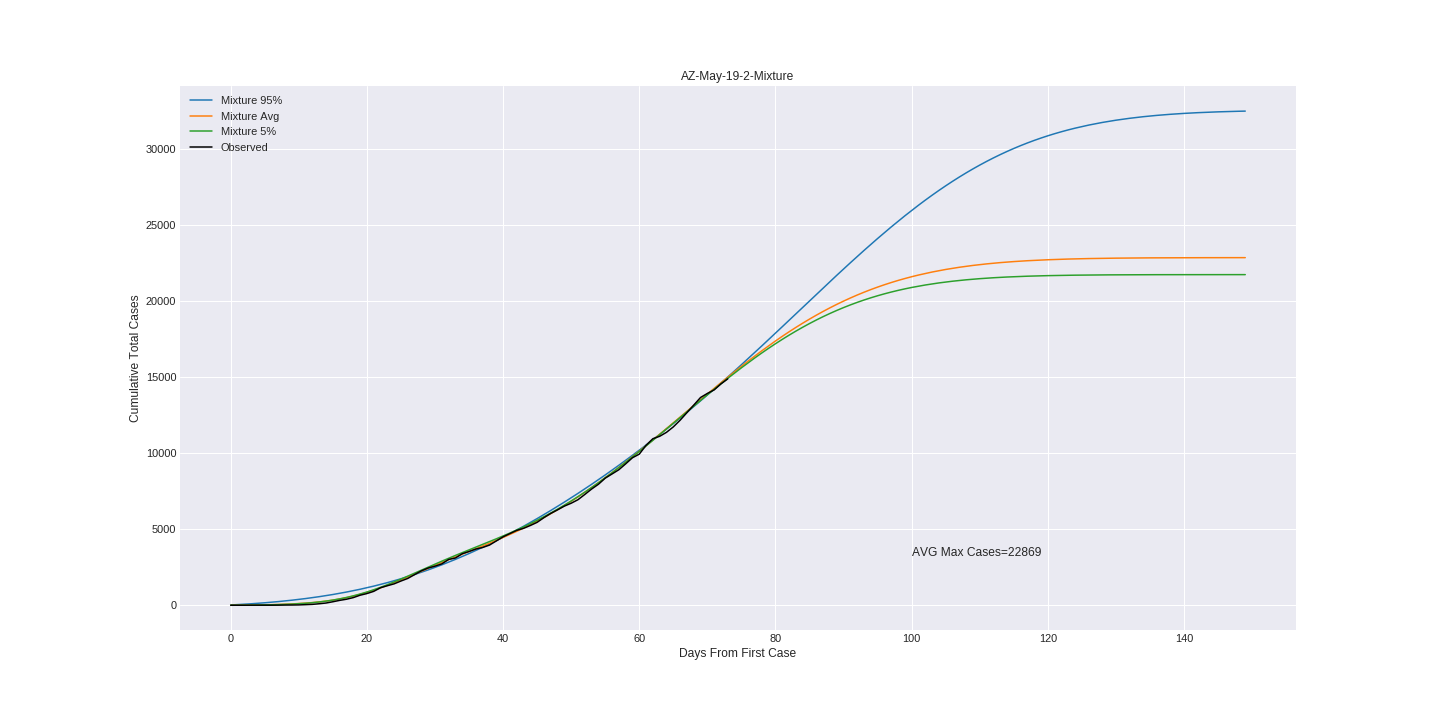 AZ-May-19-2-Mixture
Mixture 95%
Mixture Avg
Mixture 5%
Observed
30000
25000
20000
15000
10000
5000
0
Cumulative Total Cases
AVG Max Cases=22869
0 20 40 60 80 100 120 140
Days From First Case